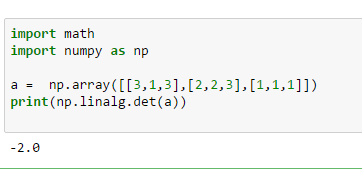 import math
import numpy as np
a =  np.array([[3,1,3],[2,2,3],[1,1,1]])
print(np.linalg.det(a))
-2.0